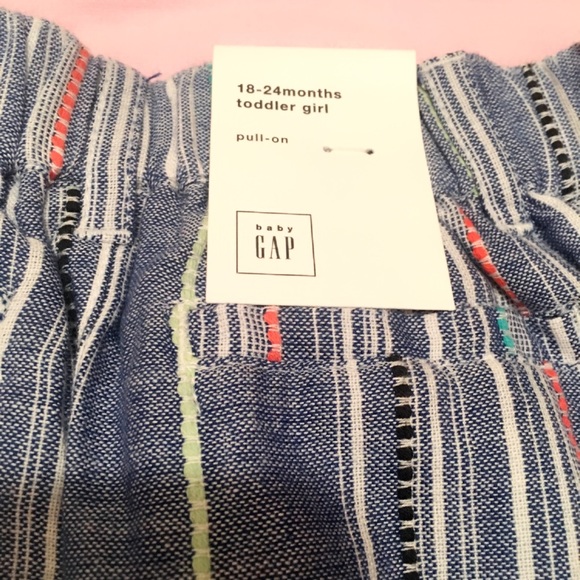 18-24months
toddler girl
pull-on
baby
GAP